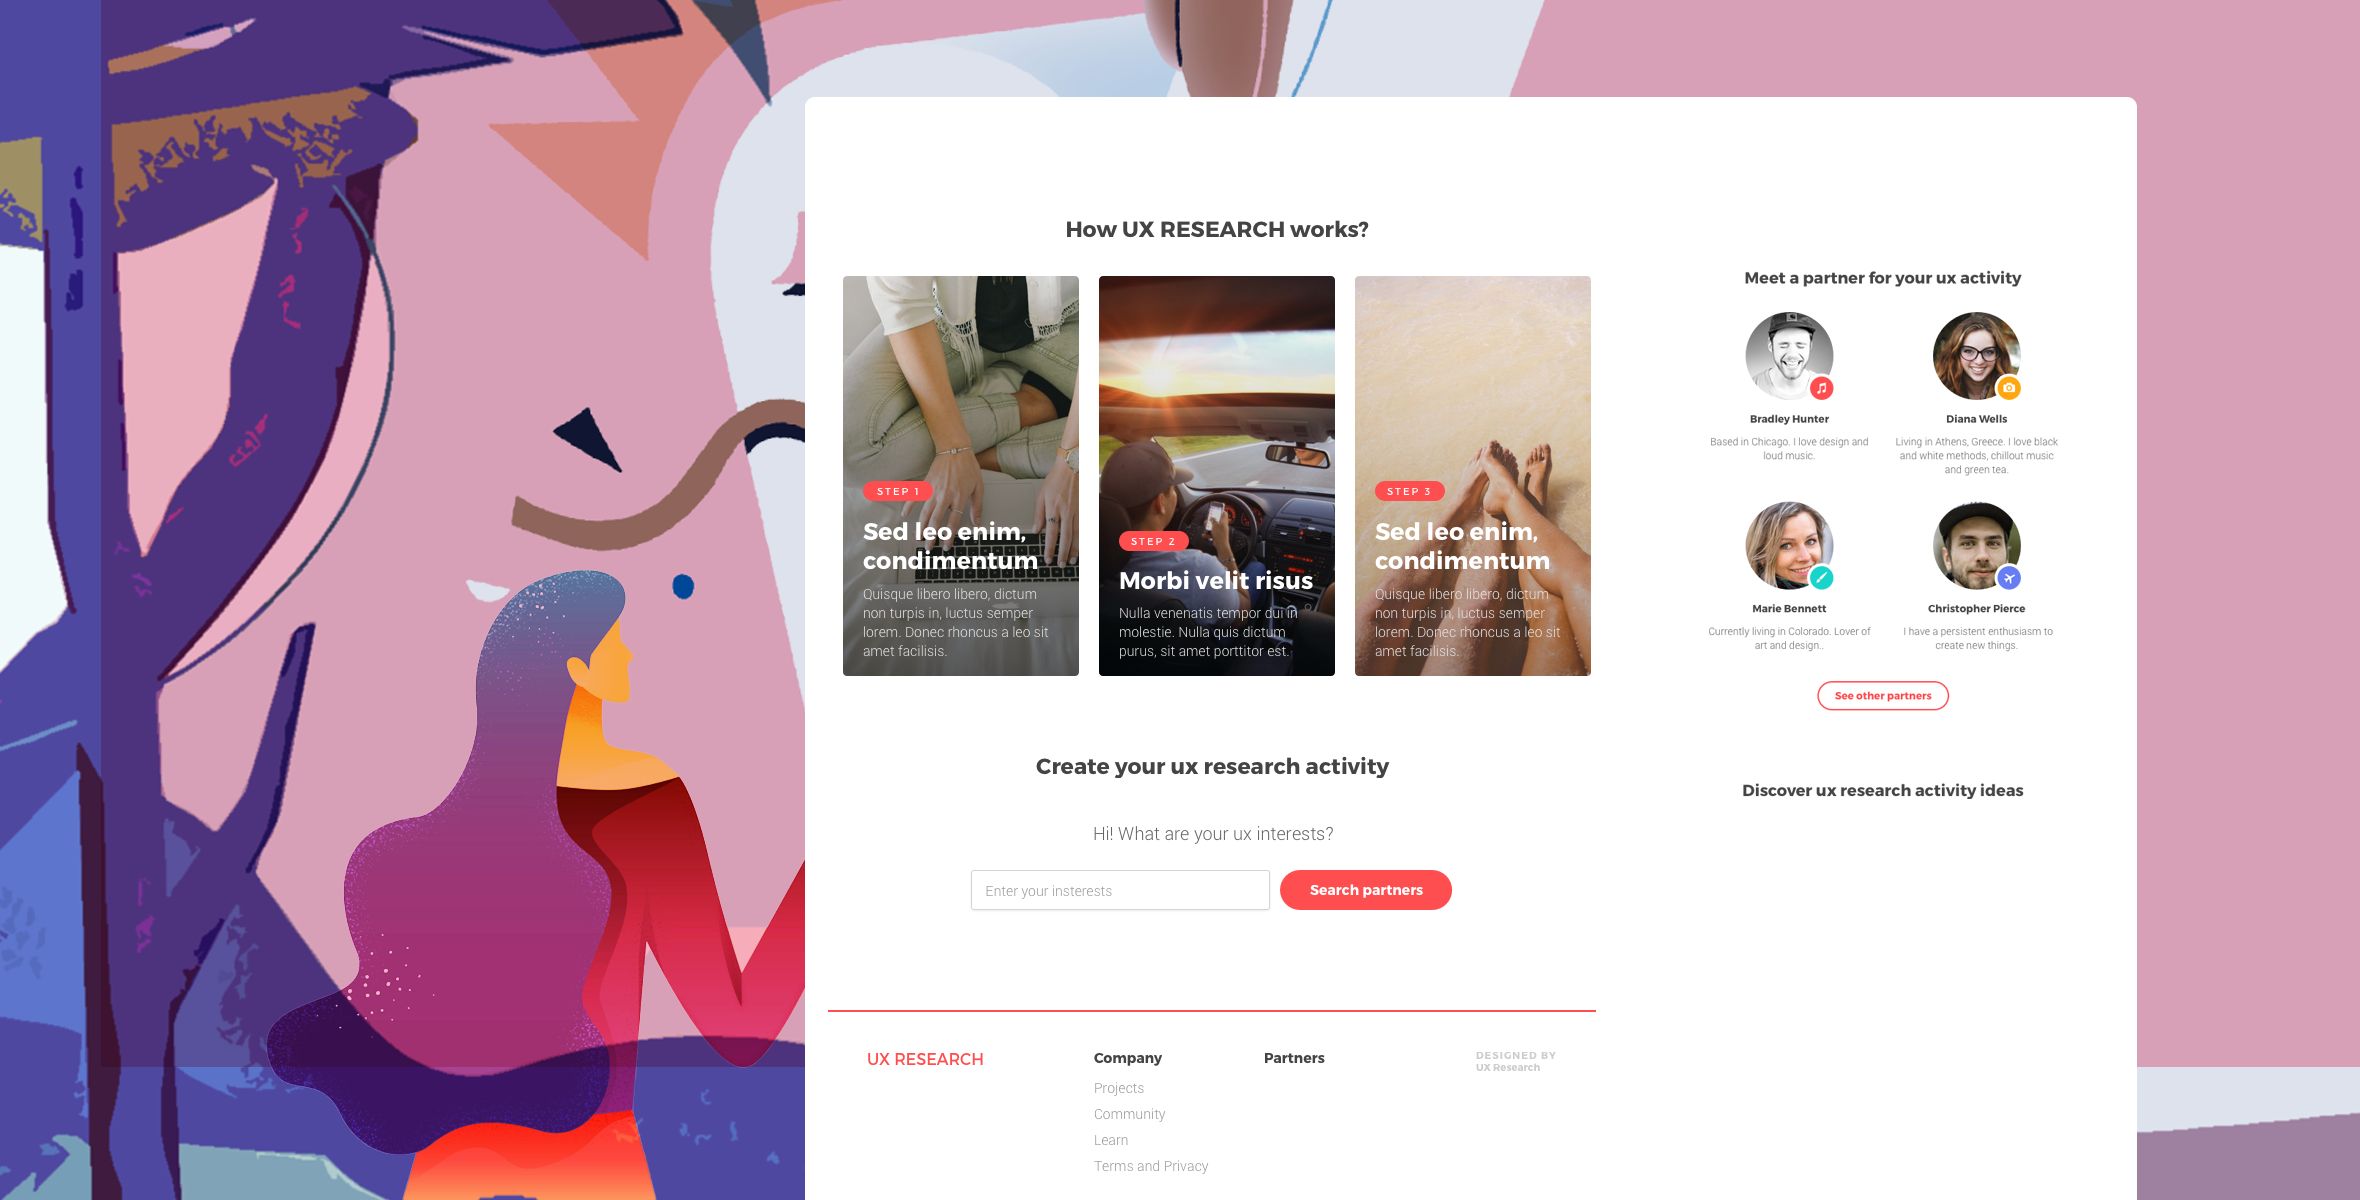 How UX RESEARCH works?
STEP 1
Sed leo enim,
condimentum
Quisque libero libero, dictum
non turpis in, luctus semper
lorem. Donec rhoncus a leo sit
amet facilisis.
STEP 2
Morbi velit risus
Nulla venenatis tempor dui in
molestie. Nulla quis dictum
purus, sit amet porttitor est.
STEP 3
Sed leo enim,
condimentum
Quisque libero libero, dictum
non turpis in, luctus semper
lorem. Donec rhoncus a leo sit
amet facilisis.
Meet a partner for your ux activity
Bradley Hunter
Based in Chicago. I love design and
loud music.
Diana Wells
Living in Athens, Greece. I love black
and white methods, chillout music
and green tea.
Marie Bennett
Currently living in Colorado. Lover of
art and design..
Christopher Pierce
I have a persistent enthusiasm to
create new things.
See other partners
Create your ux research activity
Hi! What are your ux interests?
Enter your insterests
Search partners
Discover ux research activity ideas
UX RESEARCH
Company
Projects
Community
Learn
Terms and Privacy
Partners
DESIGNED BY
UX Research